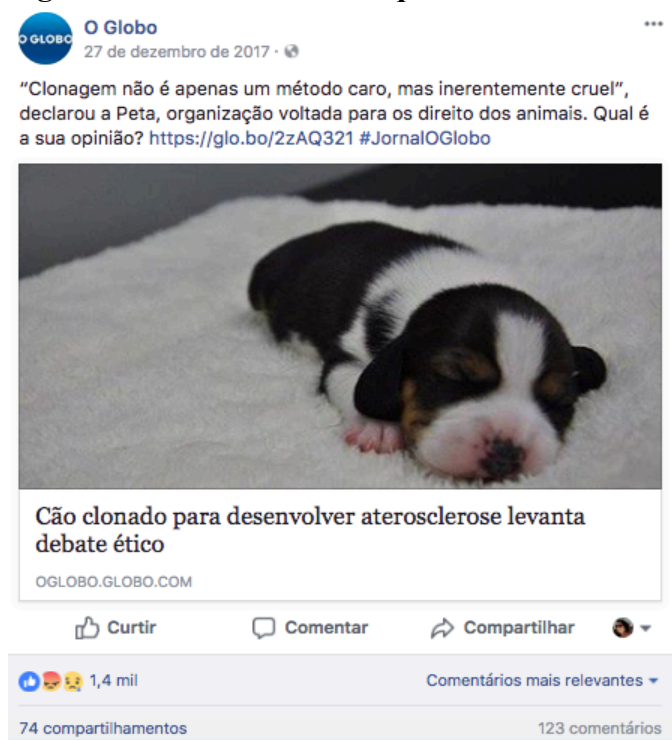 O Globo
O GLOBO
27 de dezembro de 2017 ·
“Clonagem não é apenas um método caro, mas inerentemente cruel”,
declarou a Peta, organização voltada para os direito dos animais. Qual é
a sua opinião? https://glo.bo/2zAQ321 #JornalOGlobo
Cão clonado para desenvolver aterosclerose levanta
debate ético
OGLOBO.GLOBO.COM
Curtir Comentar Compartilhar
1,4 mil Comentários mais relevantes
74 compartilhamentos 123 comentários